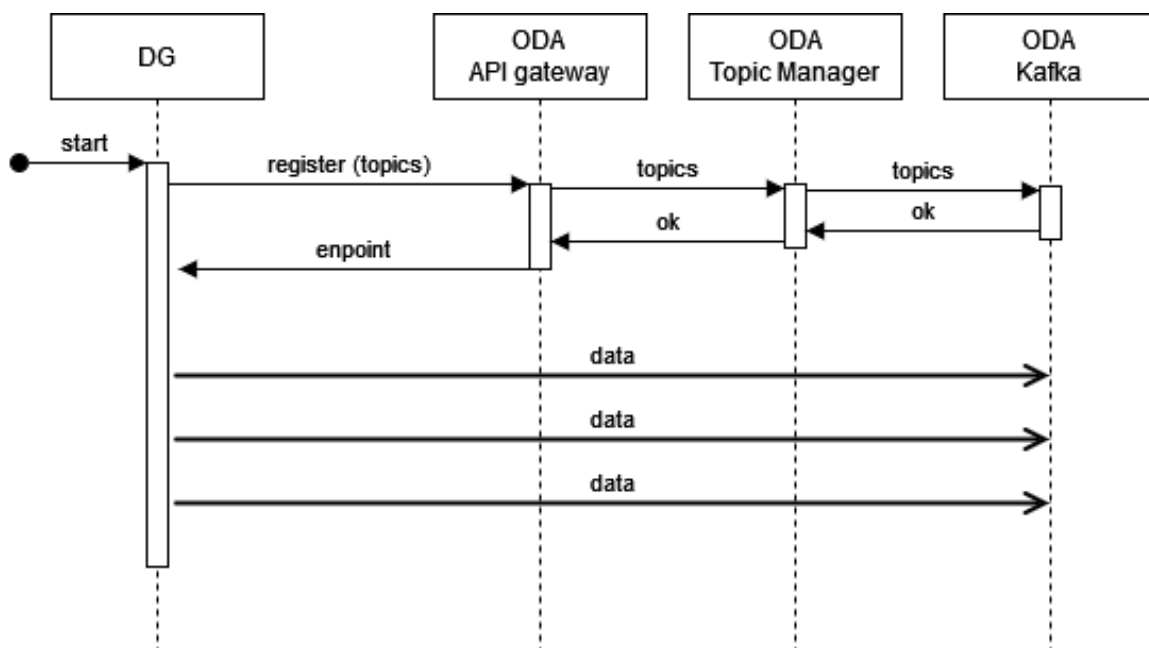 DG
ODA
API gateway
ODA
Topic Manager
ODA
Kafka
start
register (topics)
topics
topics
ok
ok
enpoint
data
data
data